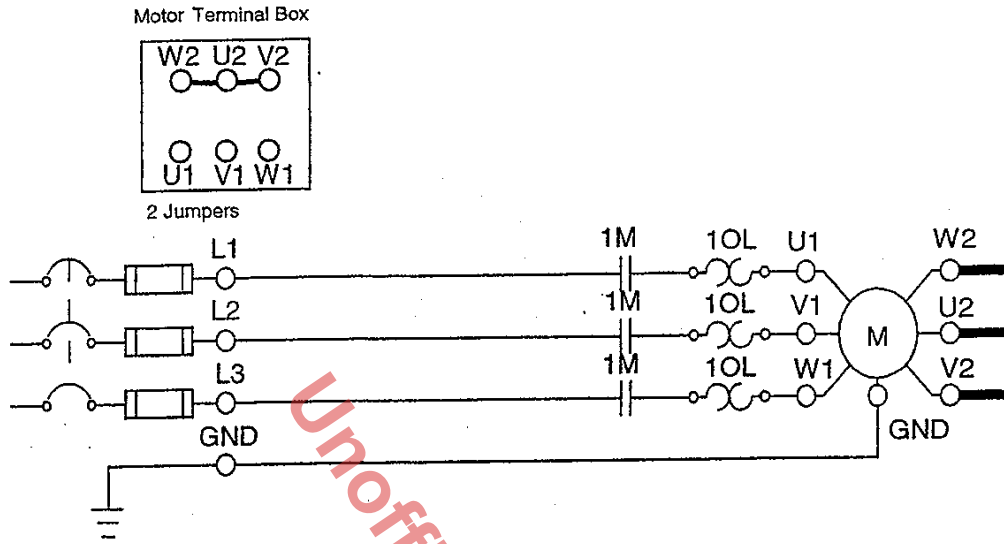 Motor Terminal Box
W2 U2 V2
U1 V1 W1
2 Jumpers
L1 1M 1OL U1 W2
L2 1M 1OL V1 U2
M
L3 1M 1OL W1 V2
GND GND
Unoff